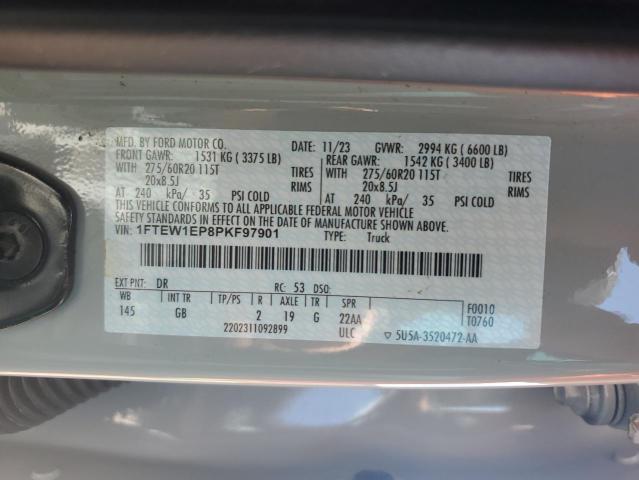 MFD. BY FORD MOTOR CO. 11/23 GVWR: 2994 KG ( 6600 LB)
FRONT GAWR: 1531 KG ( 3375 LB) REAR GAWR: 1542 KG ( 3400 LB)
WITH 275/60R20 115T TIRES WITH 275/60R20 115T TIRES
20x8.5J RIMS 20x8.5J RIMS
AT 240 kPa/ 35 PSI COLD AT 240 kPa/ 35 PSI COLD
THIS VEHICLE CONFORMS TO ALL APPLICABLE FEDERAL MOTOR VEHICLE
SAFETY STANDARDS IN EFFECT ON THE DATE OF MANUFACTURE SHOWN ABOVE.
VIN: 1FTEW1EP8PKF97901 TYPE: Truck
EXT PNT: DR RC: 53 DSO:
WB INT TR TP/PS R AXLE TR SPR F0010
145 GB 2 19 G 22AA T0760
2202311092899 ULC 5U5A-3520472-AA